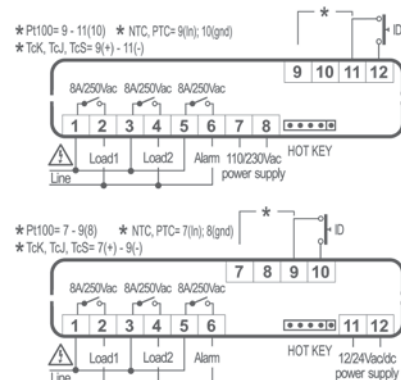 * Pt100= 9 - 11(10) * NTC, PTC= 9(In); 10(gnd)
* TcK, TcJ, TcS= 9(+) - 11(-)
*
ID
9 10 11 12
8A/250Vac 8A/250Vac 8A/250Vac
1 2 3 4 5 6 7 8
HOT KEY
Load1 Load2 Alarm 110/230Vac
power supply
Line
* Pt100= 7 - 9(8) * NTC, PTC= 7(In); 8(gnd)
* TcK, TcJ, TcS= 7(+) - 9(-)
*
ID
7 8 9 10
8A/250Vac 8A/250Vac 8A/250Vac
1 2 3 4 5 6 11 12
HOT KEY
Load1 Load2 Alarm 12/24Vac/dc
power supply
Line